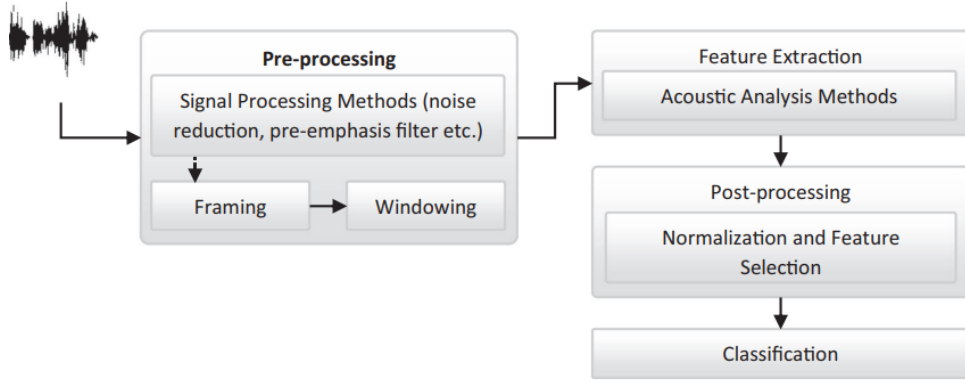 Pre-processing
Signal Processing Methods (noise
reduction, pre-emphasis filter etc.)
Framing
Windowing
Feature Extraction
Acoustic Analysis Methods
Post-processing
Normalization and Feature
Selection
Classification